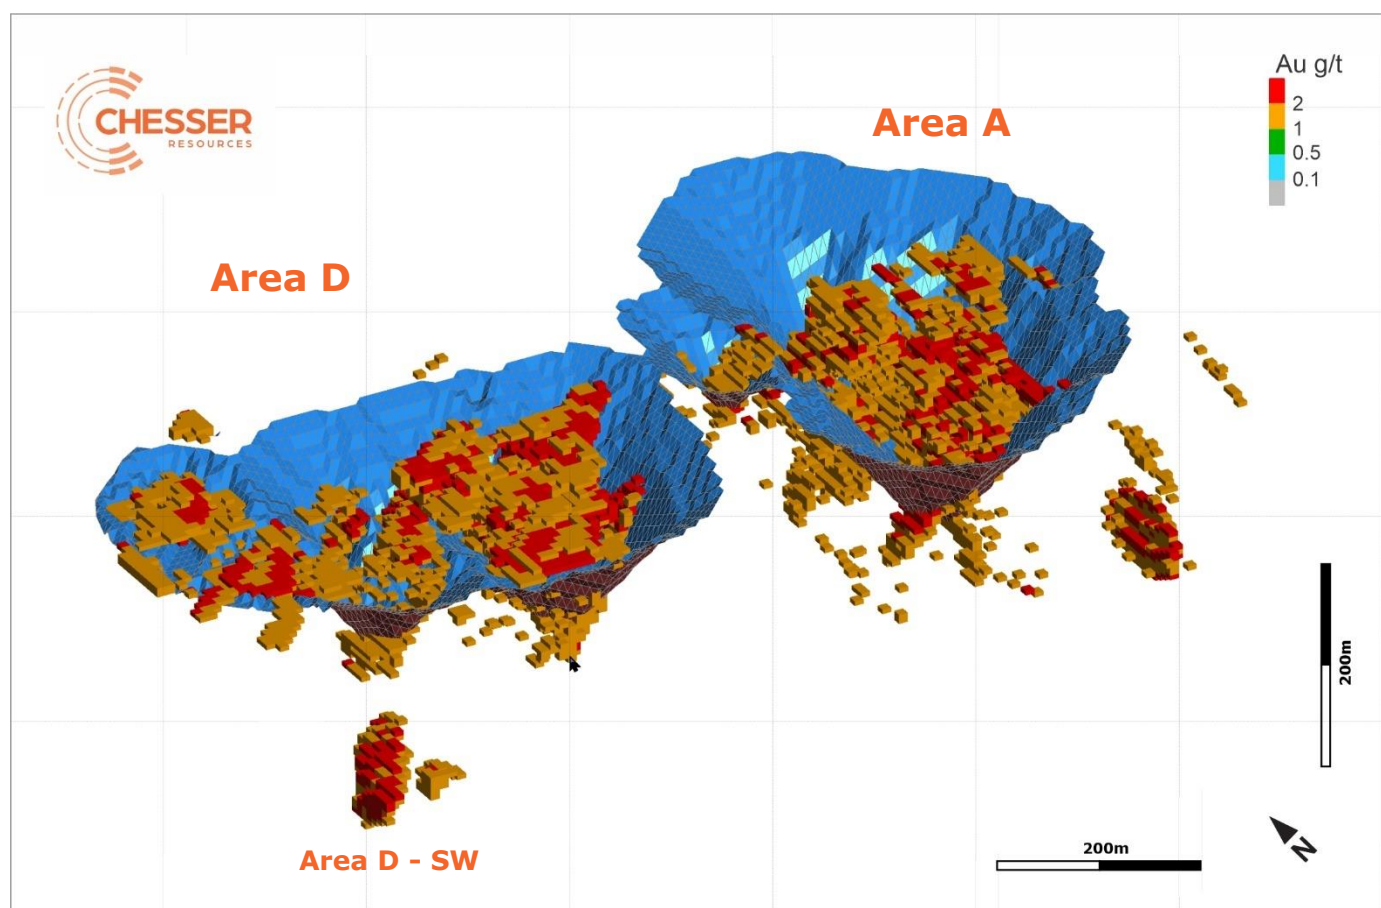 CHESSER
RESOURCES
Area D
Area A
Au g/t
2
1
0.5
0.1
200m
200m
N
Area D - SW